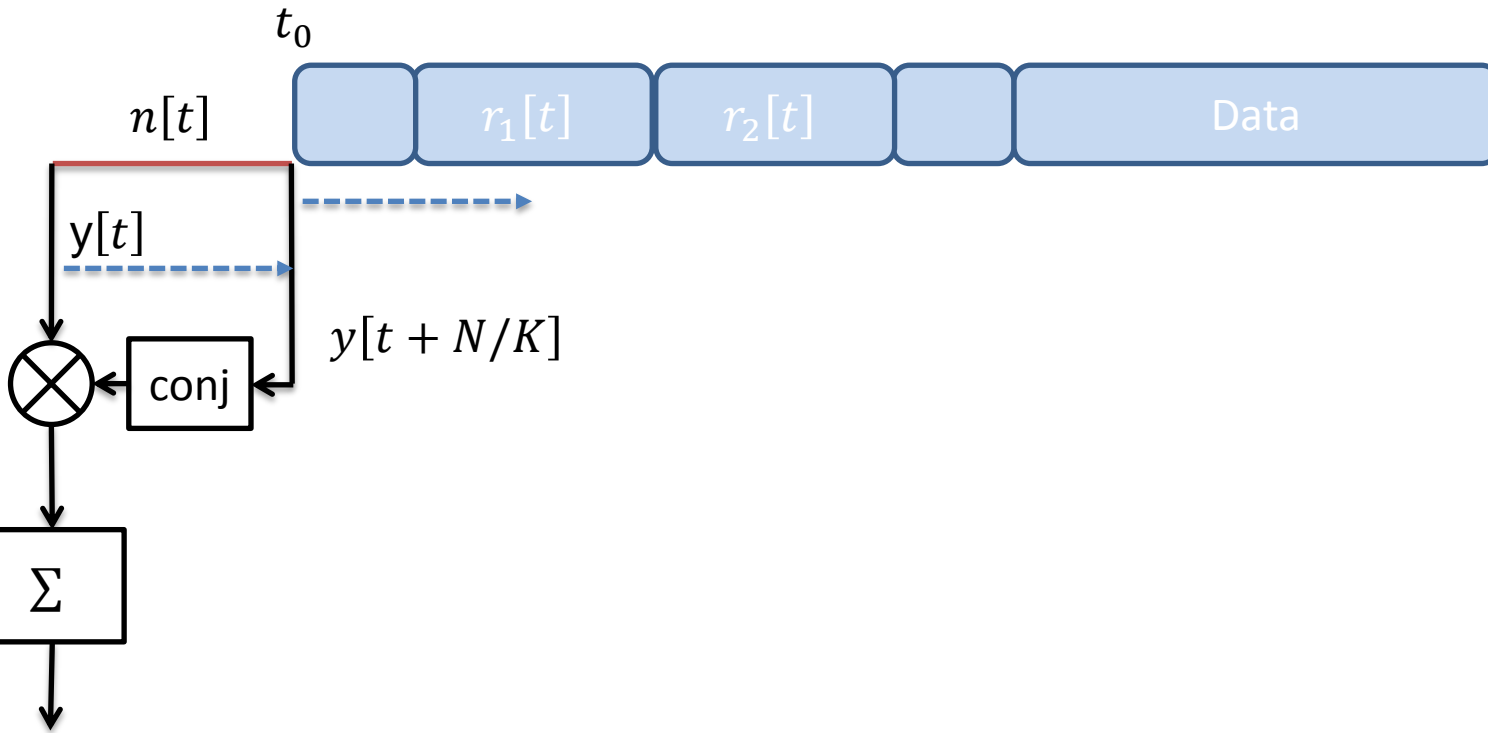 t₀
n[t]
r₁[t]
r₂[t]
Data
y[t]
y[t + N/K]
conj
Σ